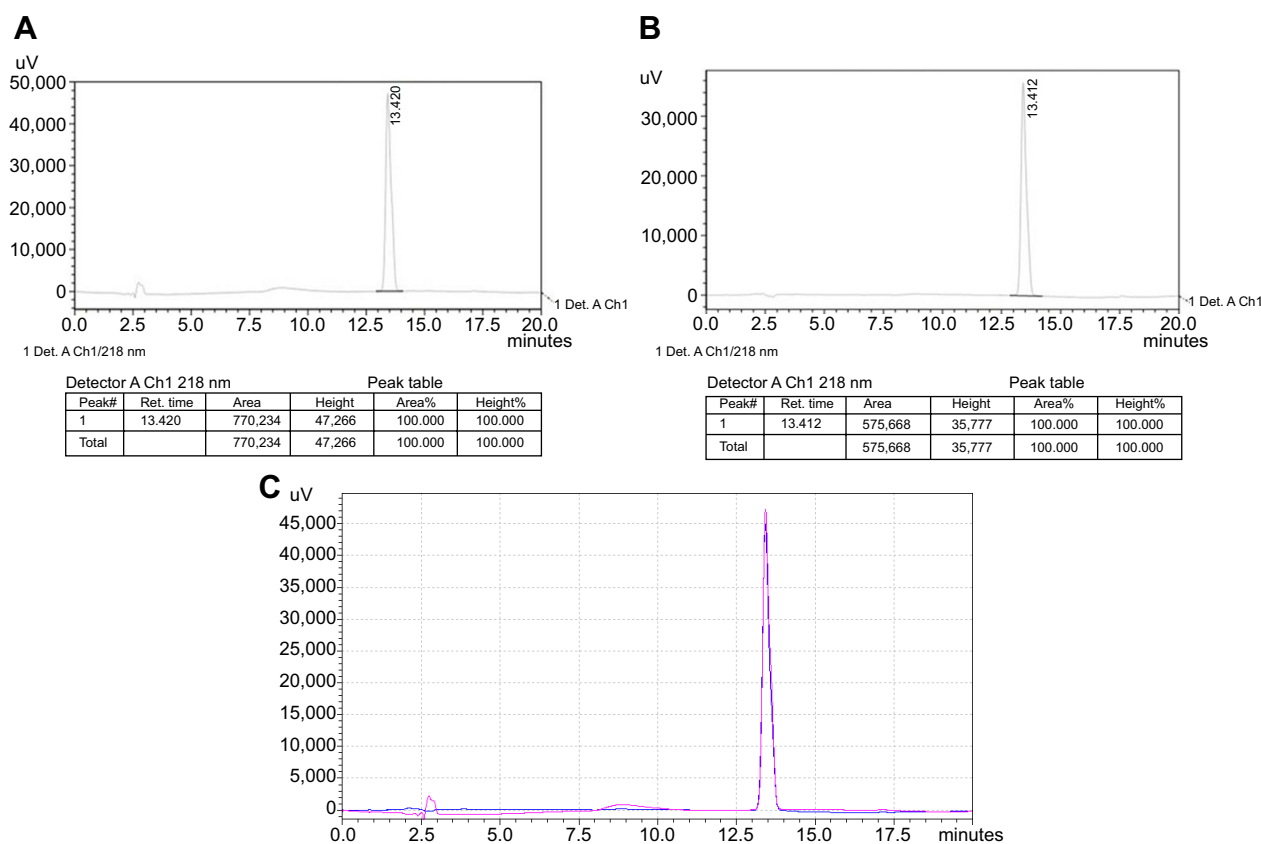 A
uV
50,000
40,000
30,000
20,000
10,000
0
13.420
1 Det. A Ch1
0.0 2.5 5.0 7.5 10.0 12.5 15.0 17.5 20.0
minutes
1 Det. A Ch1/218 nm
Detector A Ch1 218 nm Peak table
Peak# Ret. time Area Height Area% Height%
1 13.420 770,234 47,266 100.000 100.000
Total 770,234 47,266 100.000 100.000
B
uV
30,000
20,000
10,000
0
13.412
1 Det. A Ch1
0.0 2.5 5.0 7.5 10.0 12.5 15.0 17.5 20.0
minutes
1 Det. A Ch1/218 nm
Detector A Ch1 218 nm Peak table
Peak# Ret. time Area Height Area% Height%
1 13.412 575,668 35,777 100.000 100.000
Total 575,668 35,777 100.000 100.000
C
uV
45,000
40,000
35,000
30,000
25,000
20,000
15,000
10,000
5,000
0
0.0 2.5 5.0 7.5 10.0 12.5 15.0 17.5 minutes